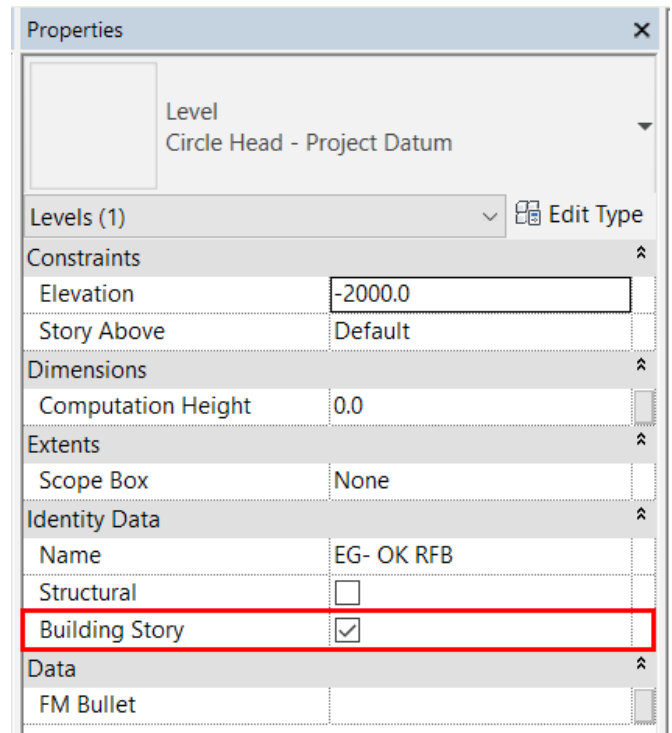 Properties
Level
Circle Head - Project Datum
Levels (1) Edit Type
Constraints
Elevation -2000.0
Story Above Default
Dimensions
Computation Height 0.0
Extents
Scope Box None
Identity Data
Name EG- OK RFB
Structural
Building Story
Data
FM Bullet